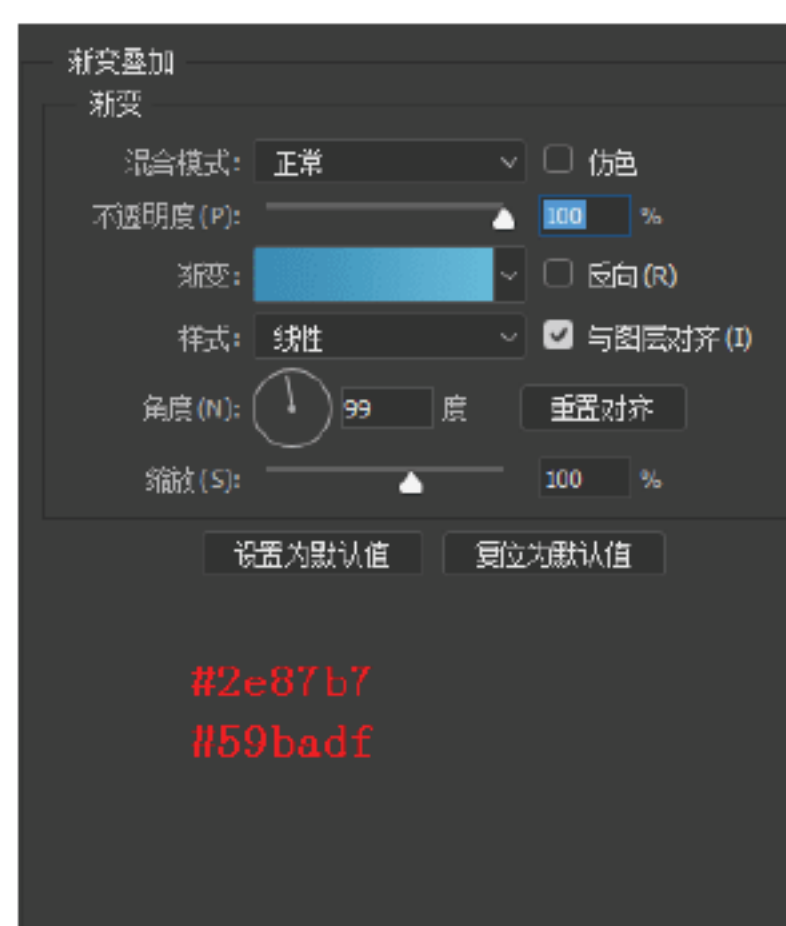 渐变叠加
渐变
混合模式: 正常 仿色
不透明度(P): 100 %
渐变: 反向(R)
样式: 线性 与图层对齐(I)
角度(N): 99 度 重置对齐
缩放(S): 100 %
设置为默认值 复位为默认值
#2e87b7
#59badf